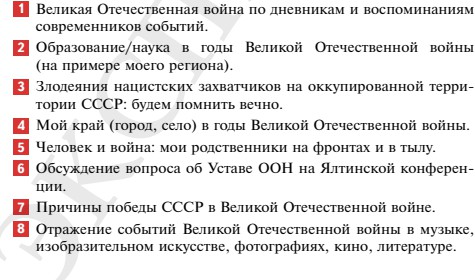 1 Великая Отечественная война по дневникам и воспоминаниям
современников событий.
2 Образование/наука в годы Великой Отечественной войны
(на примере моего региона).
3 Злодеяния нацистских захватчиков на оккупированной терри-
тории СССР: будем помнить вечно.
4 Мой край (город, село) в годы Великой Отечественной войны.
5 Человек и война: мои родственники на фронтах и в тылу.
6 Обсуждение вопроса об Уставе ООН на Ялтинской конферен-
ции.
7 Причины победы СССР в Великой Отечественной войне.
8 Отражение событий Великой Отечественной войны в музыке,
изобразительном искусстве, фотографиях, кино, литературе.